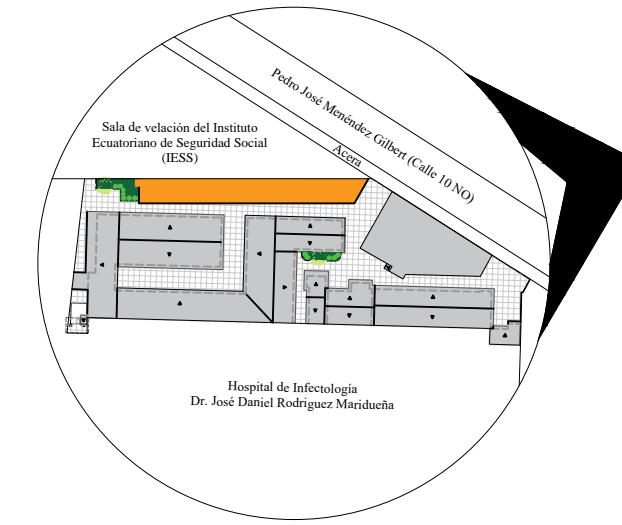 Pedro José Menéndez Gilbert (Calle 10 NO)
Acera
Sala de velación del Instituto
Ecuatoriano de Seguridad Social
(IESS)
Hospital de Infectología
Dr. José Daniel Rodriguez Maridueña